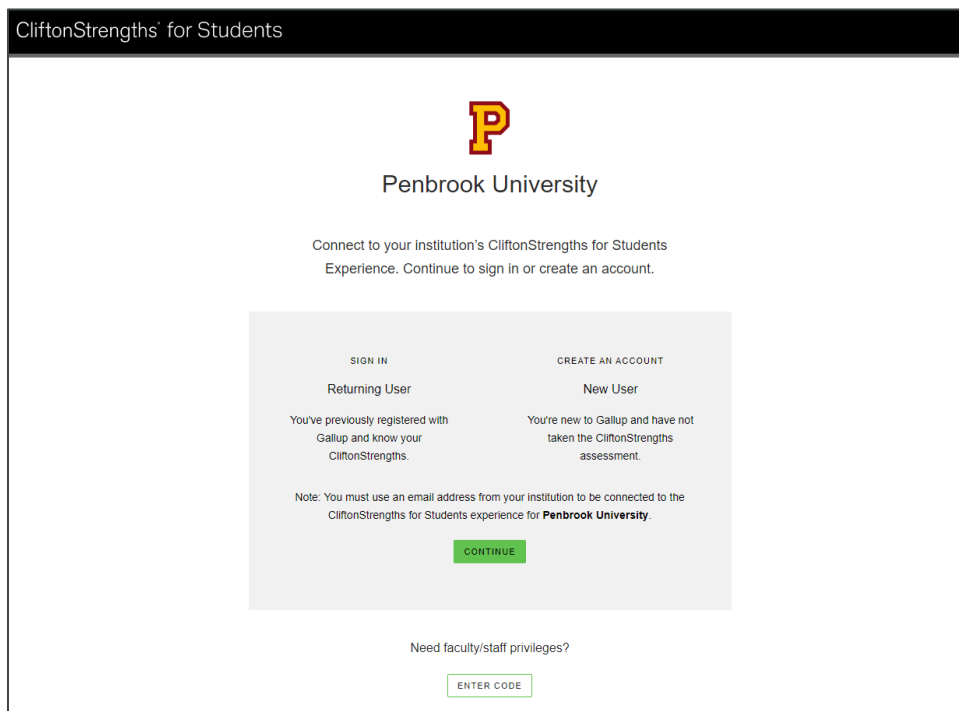 CliftonStrengths® for Students
P
Penbrook University
Connect to your institution's CliftonStrengths for Students
Experience. Continue to sign in or create an account.
SIGN IN
Returning User
You've previously registered with
Gallup and know your
CliftonStrengths.
CREATE AN ACCOUNT
New User
You're new to Gallup and have not
taken the CliftonStrengths
assessment.
Note: You must use an email address from your institution to be connected to the
CliftonStrengths for Students experience for Penbrook University.
CONTINUE
Need faculty/staff privileges?
ENTER CODE